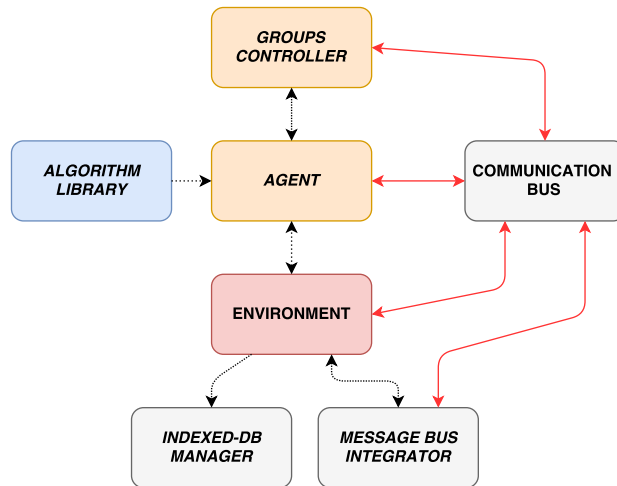 GROUPS
CONTROLLER
ALGORITHM
LIBRARY
AGENT
COMMUNICATION
BUS
ENVIRONMENT
INDEXED-DB
MANAGER
MESSAGE BUS
INTEGRATOR